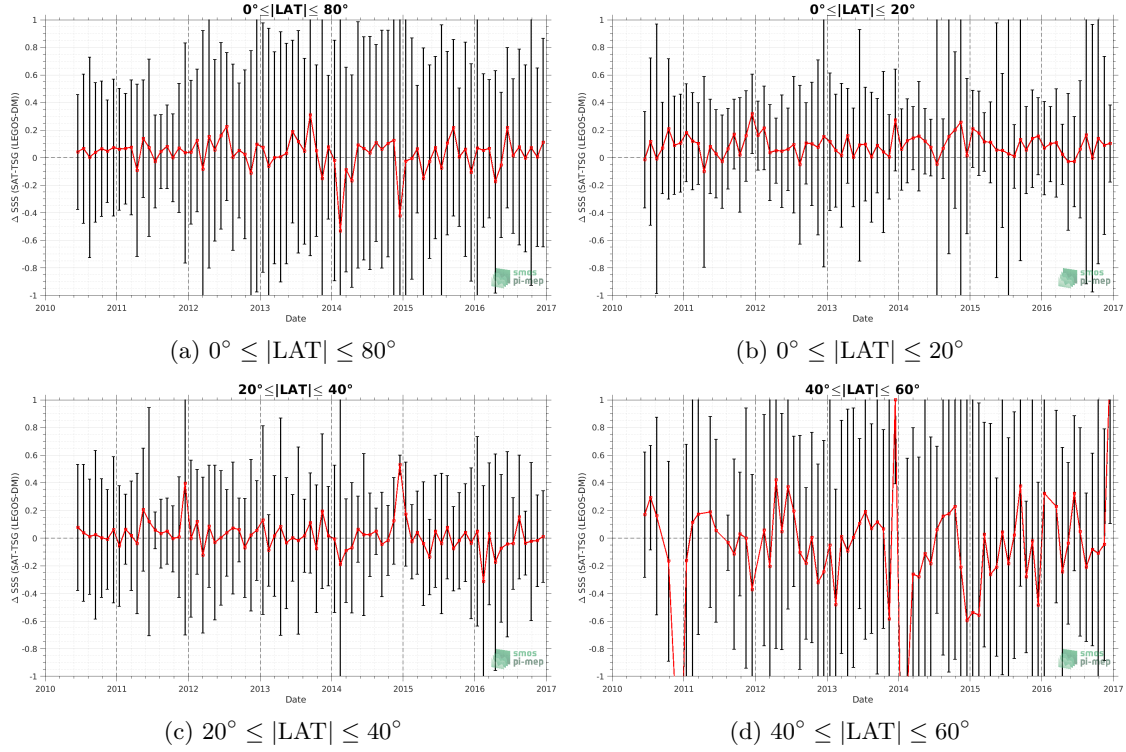 0°≤|LAT|≤ 80°
Δ SSS (SAT-TSG (LEGOS-DM))
1
0.8
0.6
0.4
0.2
0
-0.2
-0.4
-0.6
-0.8
-1
2010 2011 2012 2013 2014 2015 2016 2017
Date
smos
pi-mep
(a) 0° ≤ |LAT| ≤ 80°
0°≤|LAT|≤ 20°
Δ SSS (SAT-TSG (LEGOS-DM))
1
0.8
0.6
0.4
0.2
0
-0.2
-0.4
-0.6
-0.8
-1
2010 2011 2012 2013 2014 2015 2016 2017
Date
smos
pi-mep
(b) 0° ≤ |LAT| ≤ 20°
20°≤|LAT|≤ 40°
Δ SSS (SAT-TSG (LEGOS-DM))
1
0.8
0.6
0.4
0.2
0
-0.2
-0.4
-0.6
-0.8
-1
2010 2011 2012 2013 2014 2015 2016 2017
Date
smos
pi-mep
(c) 20° ≤ |LAT| ≤ 40°
40°≤|LAT|≤ 60°
Δ SSS (SAT-TSG (LEGOS-DM))
1
0.8
0.6
0.4
0.2
0
-0.2
-0.4
-0.6
-0.8
-1
2010 2011 2012 2013 2014 2015 2016 2017
Date
smos
pi-mep
(d) 40° ≤ |LAT| ≤ 60°